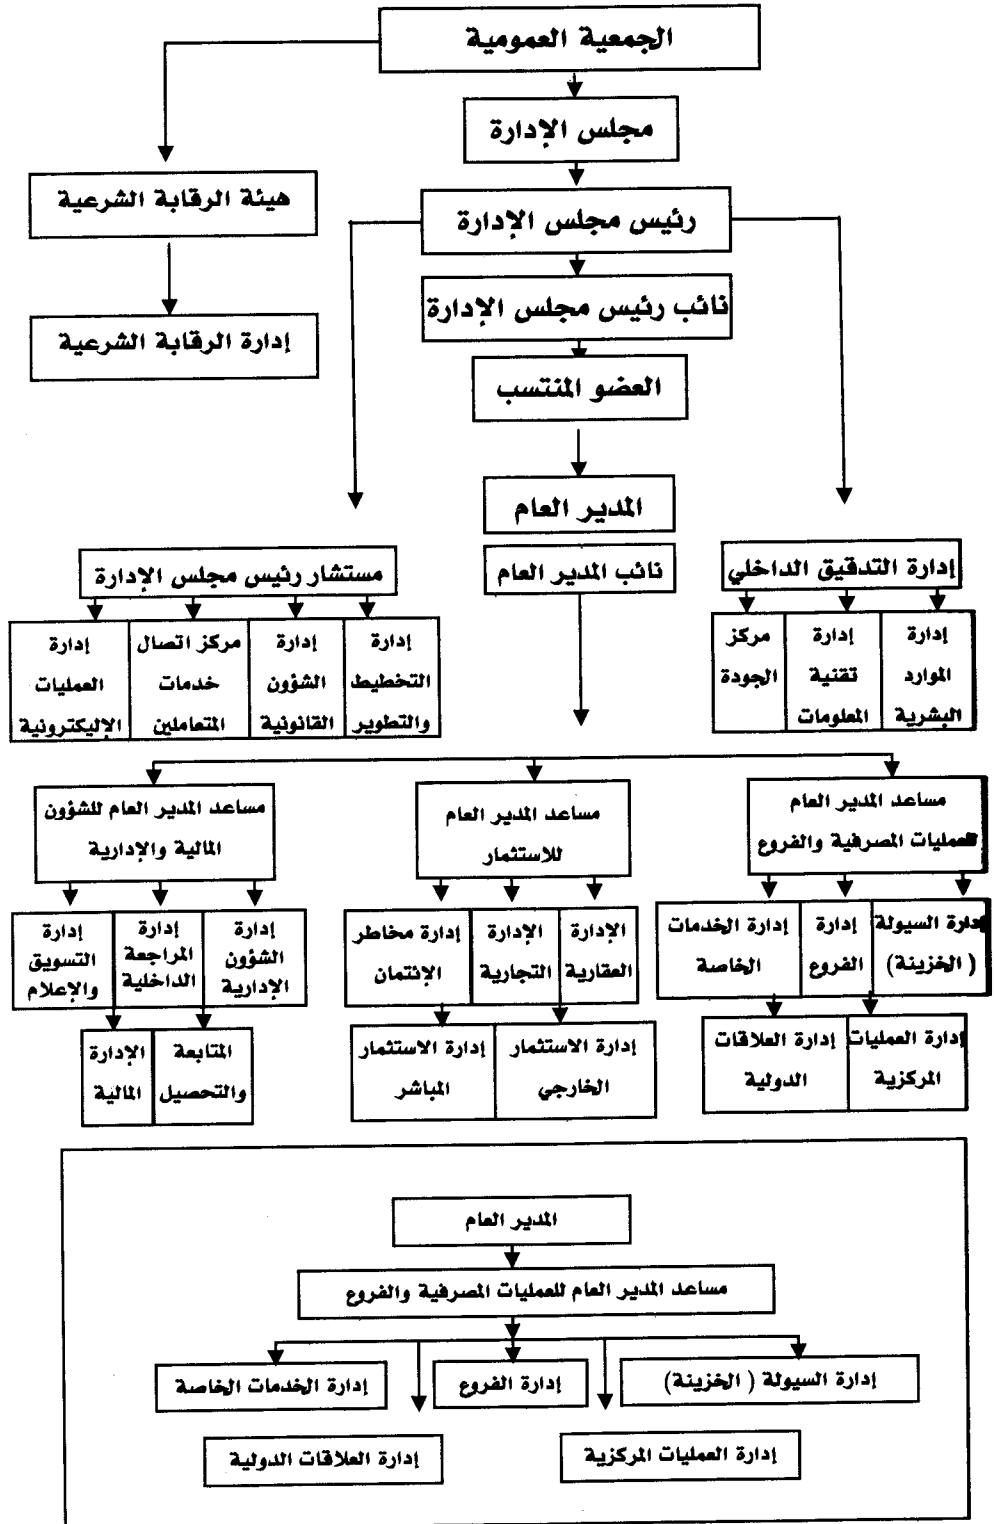 الجمعية العمومية
مجلس الإدارة
هيئة الرقابة الشرعية
رئيس مجلس الإدارة
نائب رئيس مجلس الإدارة
إدارة الرقابة الشرعية
العضو المنتسب
المدير العام
نائب المدير العام
إدارة التدقيق الداخلي
إدارة
الموارد
البشرية
إدارة
تقنية
المعلومات
مركز
الجودة
مستشار رئيس مجلس الإدارة
إدارة
التخطيط
والتطوير
إدارة
الشؤون
القانونية
مركز اتصال
خدمات
المتعاملين
إدارة
العمليات
الإليكترونية
مساعد المدير العام
للعمليات المصرفية والفروع
مساعد المدير العام
للاستثمار
مساعد المدير العام للشؤون
المالية والإدارية
إدارة السيولة
( الخزينة )
إدارة
الفروع
إدارة الخدمات
الخاصة
إدارة العمليات
المركزية
إدارة العلاقات
الدولية
الإدارة
العقارية
الإدارة
التجارية
إدارة مخاطر
الإئتمان
إدارة الاستثمار
الخارجي
إدارة الاستثمار
المباشر
إدارة
الشؤون
الإدارية
إدارة
المراجعة
الداخلية
إدارة
التسويق
والإعلام
المتابعة
والتحصيل
الإدارة
المالية
المدير العام
مساعد المدير العام للعمليات المصرفية والفروع
إدارة السيولة ( الخزينة )
إدارة الفروع
إدارة الخدمات الخاصة
إدارة العمليات المركزية
إدارة العلاقات الدولية